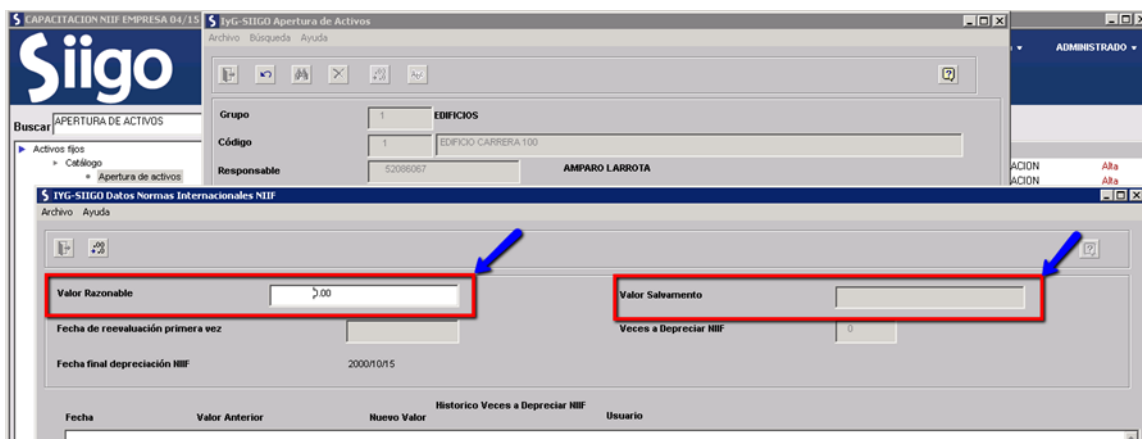 CAPACITACION NIIF EMPRESA 04/15
IyG-SIIGO Apertura de Activos
Archivo Búsqueda Ayuda
Siigo
ADMINISTRADO
Buscar APERTURA DE ACTIVOS
Grupo 1 EDIFICIOS
Código 1 EDIFICIO CARRERA 100
Responsable 52086067 AMPARO LARROTA
Activos fijos
Catálogo
Apertura de activos
ACION Alta
ACION Alta
IYG-SIIGO Datos Normas Internacionales NIIF
Archivo Ayuda
Valor Razonable 0.00 Valor Salvamento
Fecha de reevaluación primera vez Veces a Depreciar NIIF 0
Fecha final depreciación NIIF 2000/10/15
Historico Veces a Depreciar NIIF
Fecha Valor Anterior Nuevo Valor Usuario